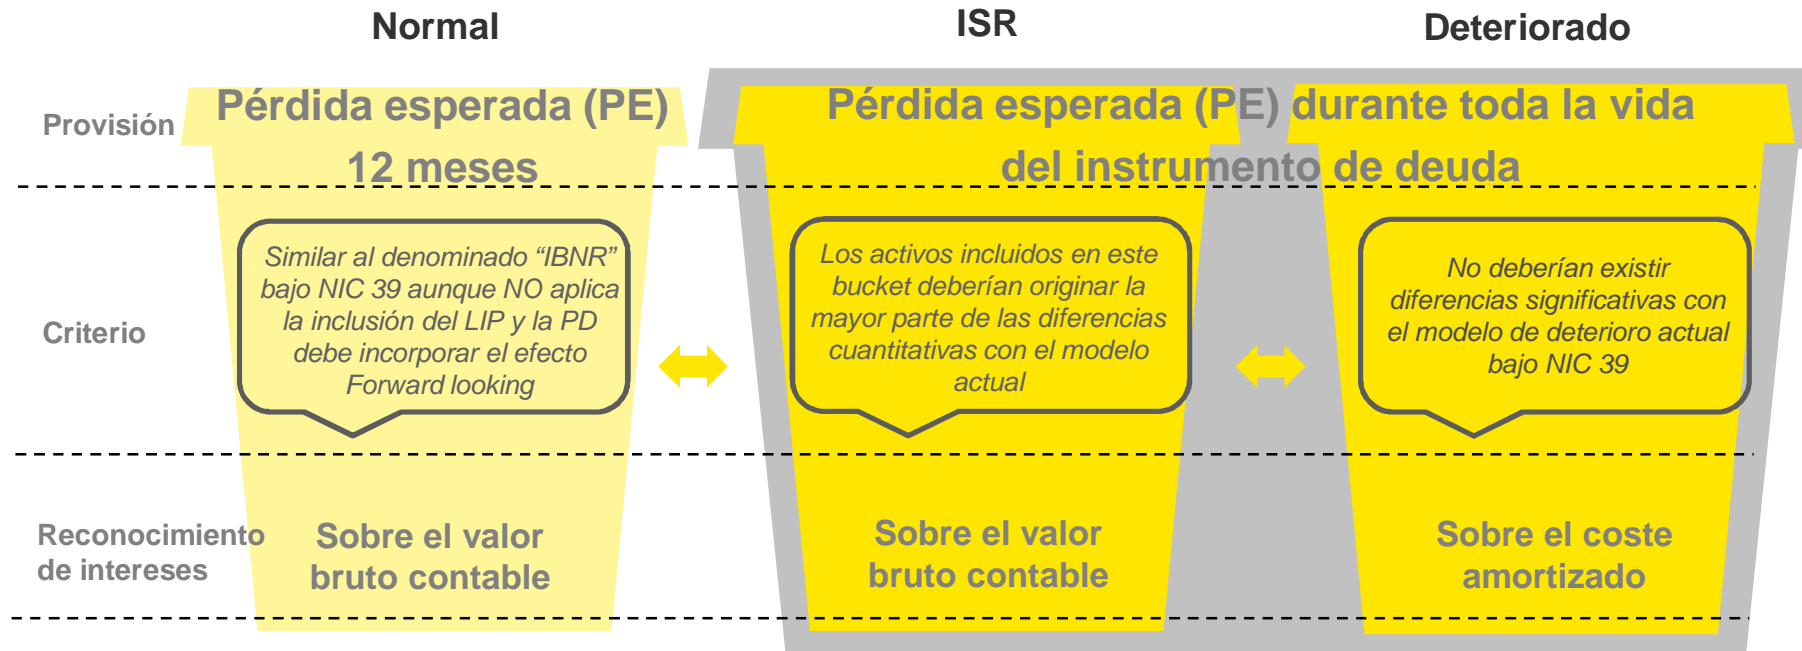 Normal
ISR
Deteriorado
Provisión
Pérdida esperada (PE)
12 meses
Pérdida esperada (PE) durante toda la vida
del instrumento de deuda
Criterio
Similar al denominado “IBNR”
bajo NIC 39 aunque NO aplica
la inclusión del LIP y la PD
debe incorporar el efecto
Forward looking
Los activos incluidos en este
bucket deberían originar la
mayor parte de las diferencias
cuantitativas con el modelo
actual
No deberían existir
diferencias significativas con
el modelo de deterioro actual
bajo NIC 39
Reconocimiento
de intereses
Sobre el valor
bruto contable
Sobre el valor
bruto contable
Sobre el coste
amortizado